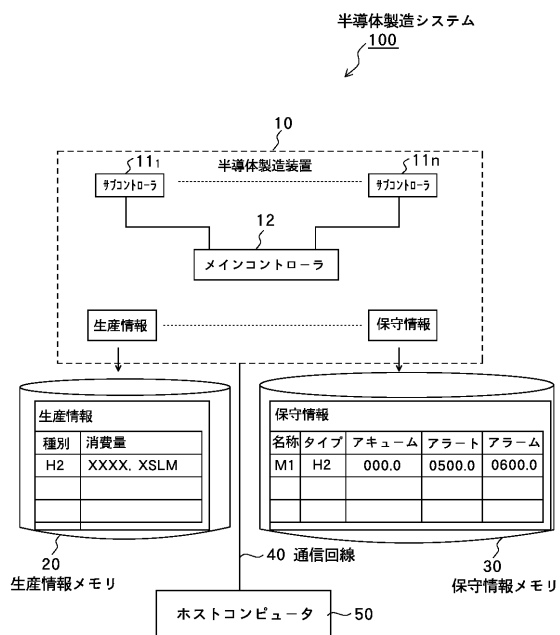 半導体製造システム
100
10
11₁ 半導体製造装置 11n
サブコントローラ サブコントローラ
12
メインコントローラ
生産情報 保守情報
生産情報
種別 消費量
H2 XXXX, XSLM
保守情報
名称 タイプ アキューム アラート アラーム
M1 H2 000.0 0500.0 0600.0
20
生産情報メモリ
40 通信回線
30
保守情報メモリ
ホストコンピュータ 50